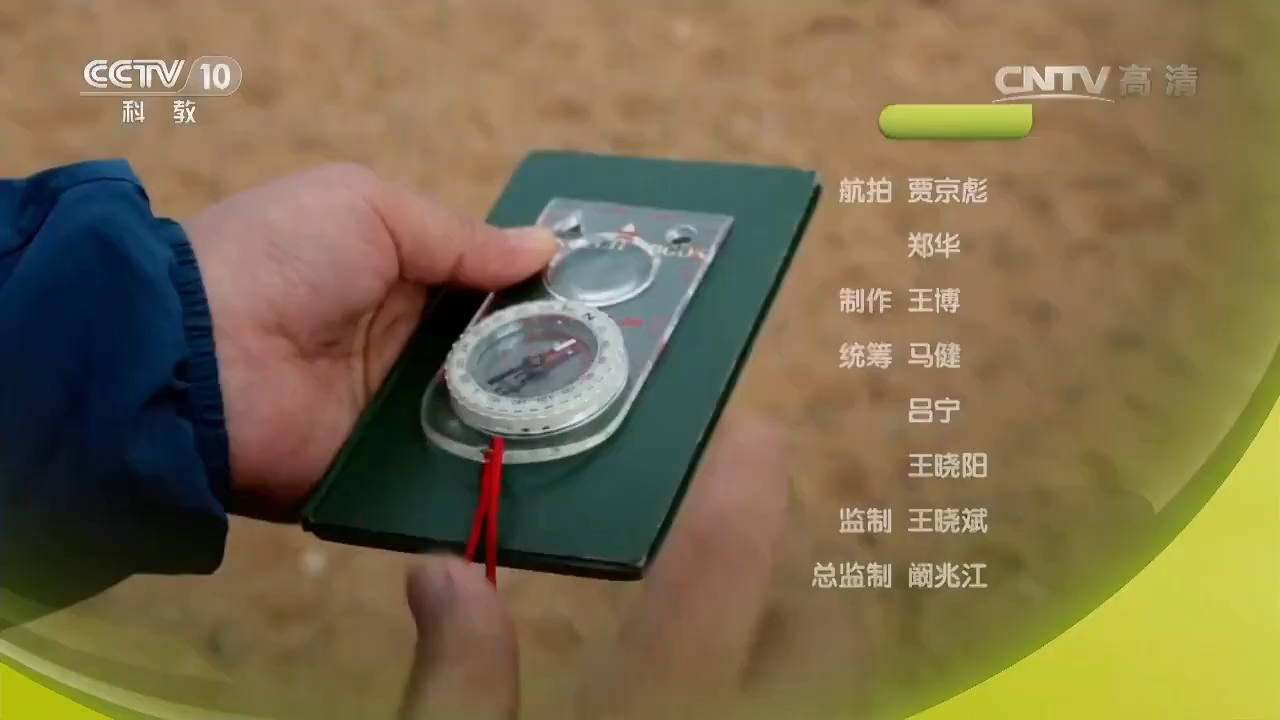 CCTV 10
科教
CNTV 高清
航拍 贾京彪
郑华
制作 王博
统筹 马健
吕宁
王晓阳
监制 王晓斌
总监制 阚兆江
N